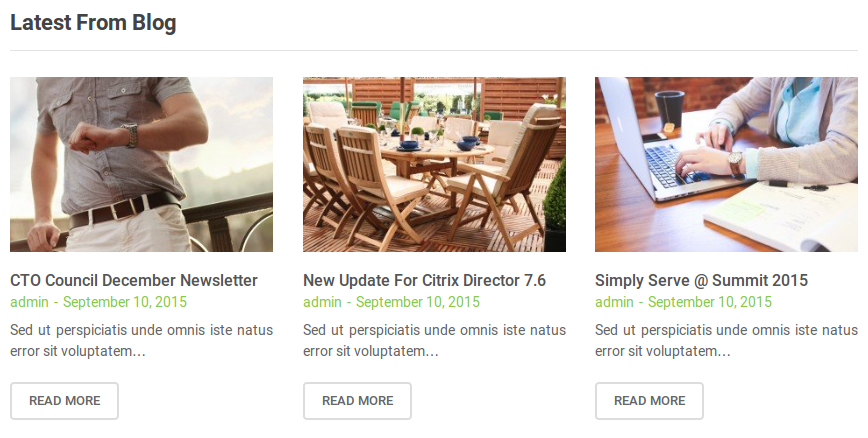 Latest From Blog
CTO Council December Newsletter
admin - September 10, 2015
Sed ut perspiciatis unde omnis iste natus
error sit voluptatem...
READ MORE
New Update For Citrix Director 7.6
admin - September 10, 2015
Sed ut perspiciatis unde omnis iste natus
error sit voluptatem...
READ MORE
Simply Serve @ Summit 2015
admin - September 10, 2015
Sed ut perspiciatis unde omnis iste natus
error sit voluptatem...
READ MORE